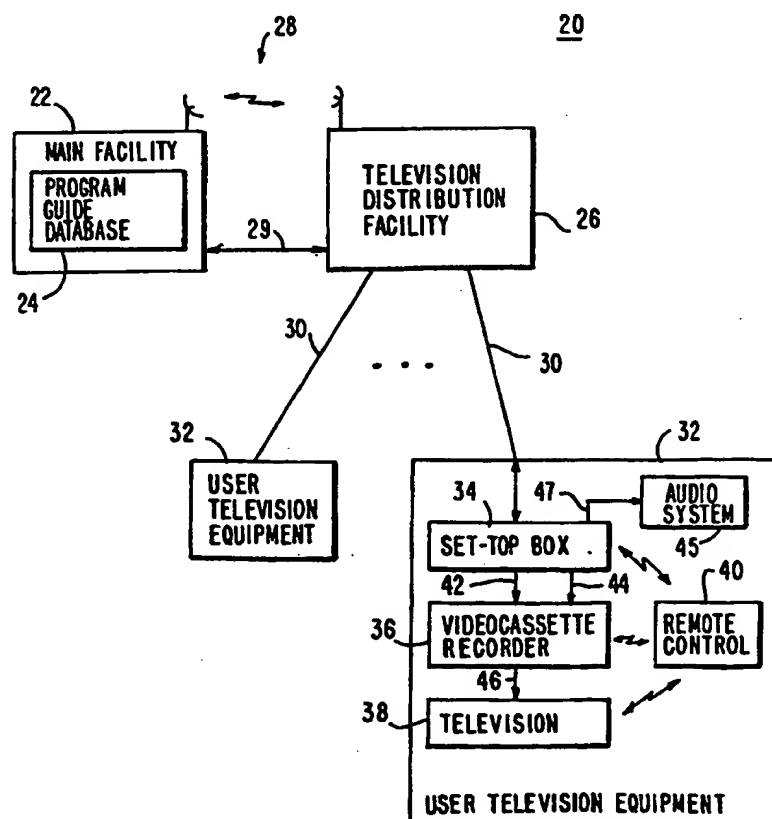 28
20
22
MAIN FACILITY
PROGRAM
GUIDE
DATABASE
24
29
TELEVISION
DISTRIBUTION
FACILITY
26
30
30
32
USER
TELEVISION
EQUIPMENT
32
34
47
AUDIO
SYSTEM
45
SET-TOP BOX
42
44
40
36
VIDEOCASSETTE
RECORDER
REMOTE
CONTROL
46
38
TELEVISION
USER TELEVISION EQUIPMENT